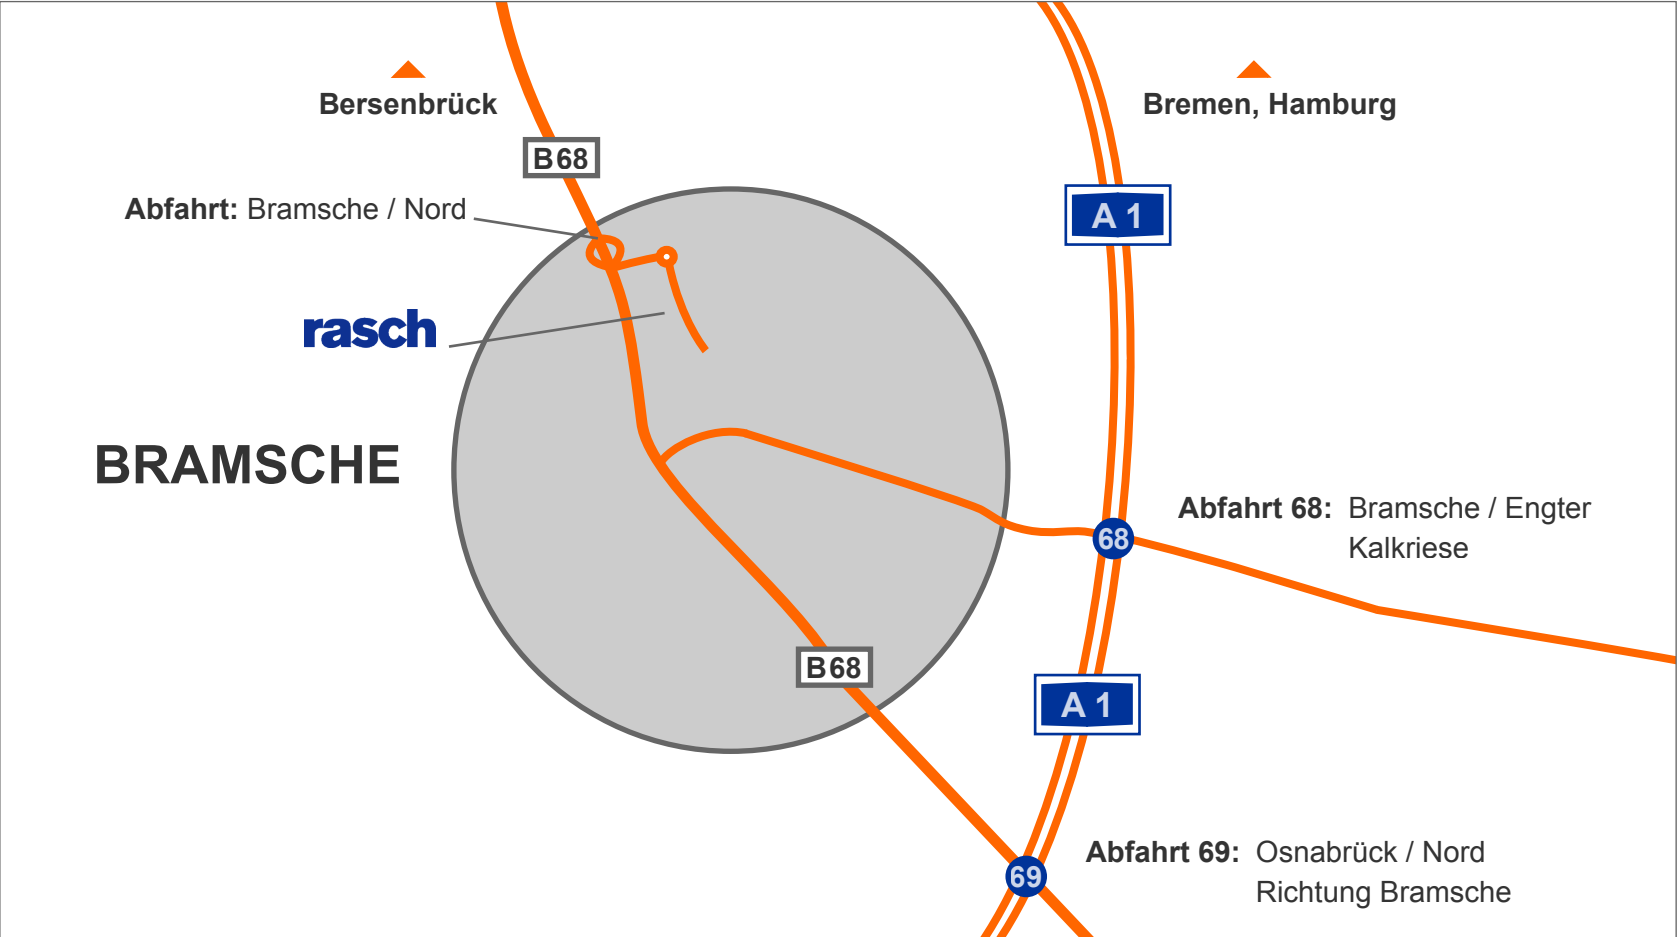 Bersenbrück
Bremen, Hamburg
B68
Abfahrt: Bramsche / Nord
A 1
rasch
BRAMSCHE
Abfahrt 68: Bramsche / Engter
Kalkriese
68
B68
A 1
Abfahrt 69: Osnabrück / Nord
69
Richtung Bramsche